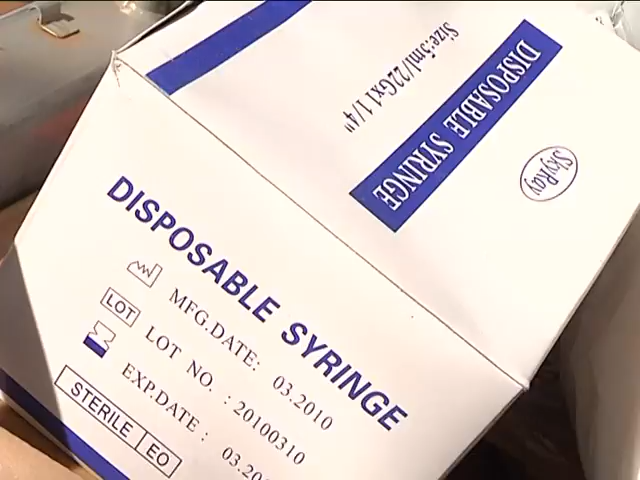 SkyRay
DISPOSABLE SYRINGE
Size:5ml/22Gx1 1/4"
DISPOSABLE SYRINGE
MFG.DATE: 03.2010
LOT LOT NO. : 20100310
EXP.DATE :
STERILE EO